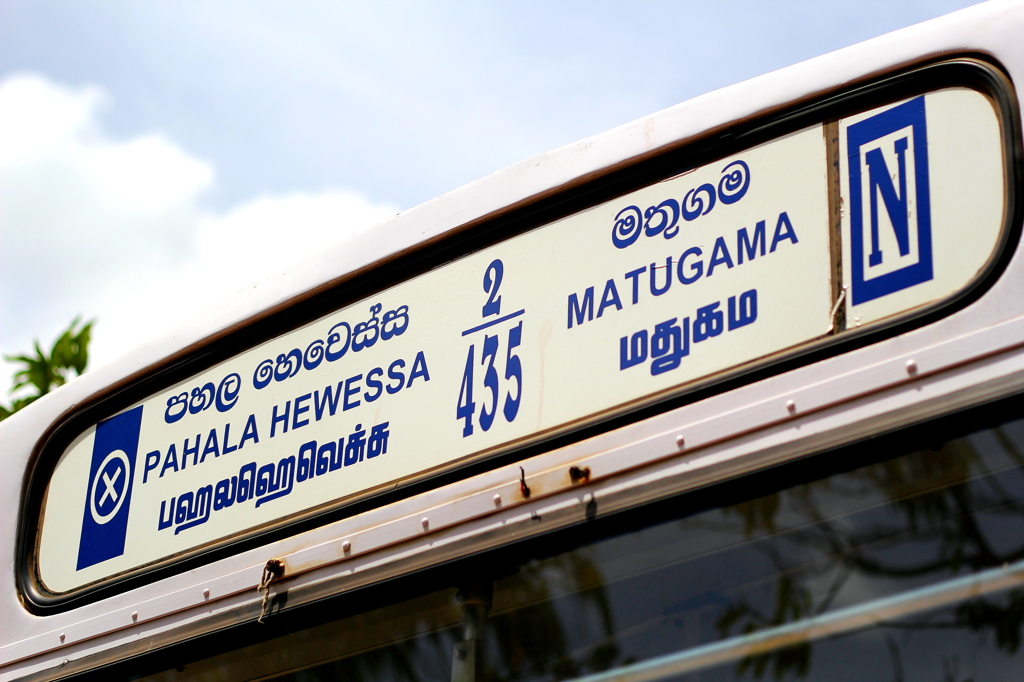 පහල හෙවෙස්ස
PAHALA HEWESSA
பஹலஹெவெச்சு
2
435
මතුගම
MATUGAMA
மதுகம
N